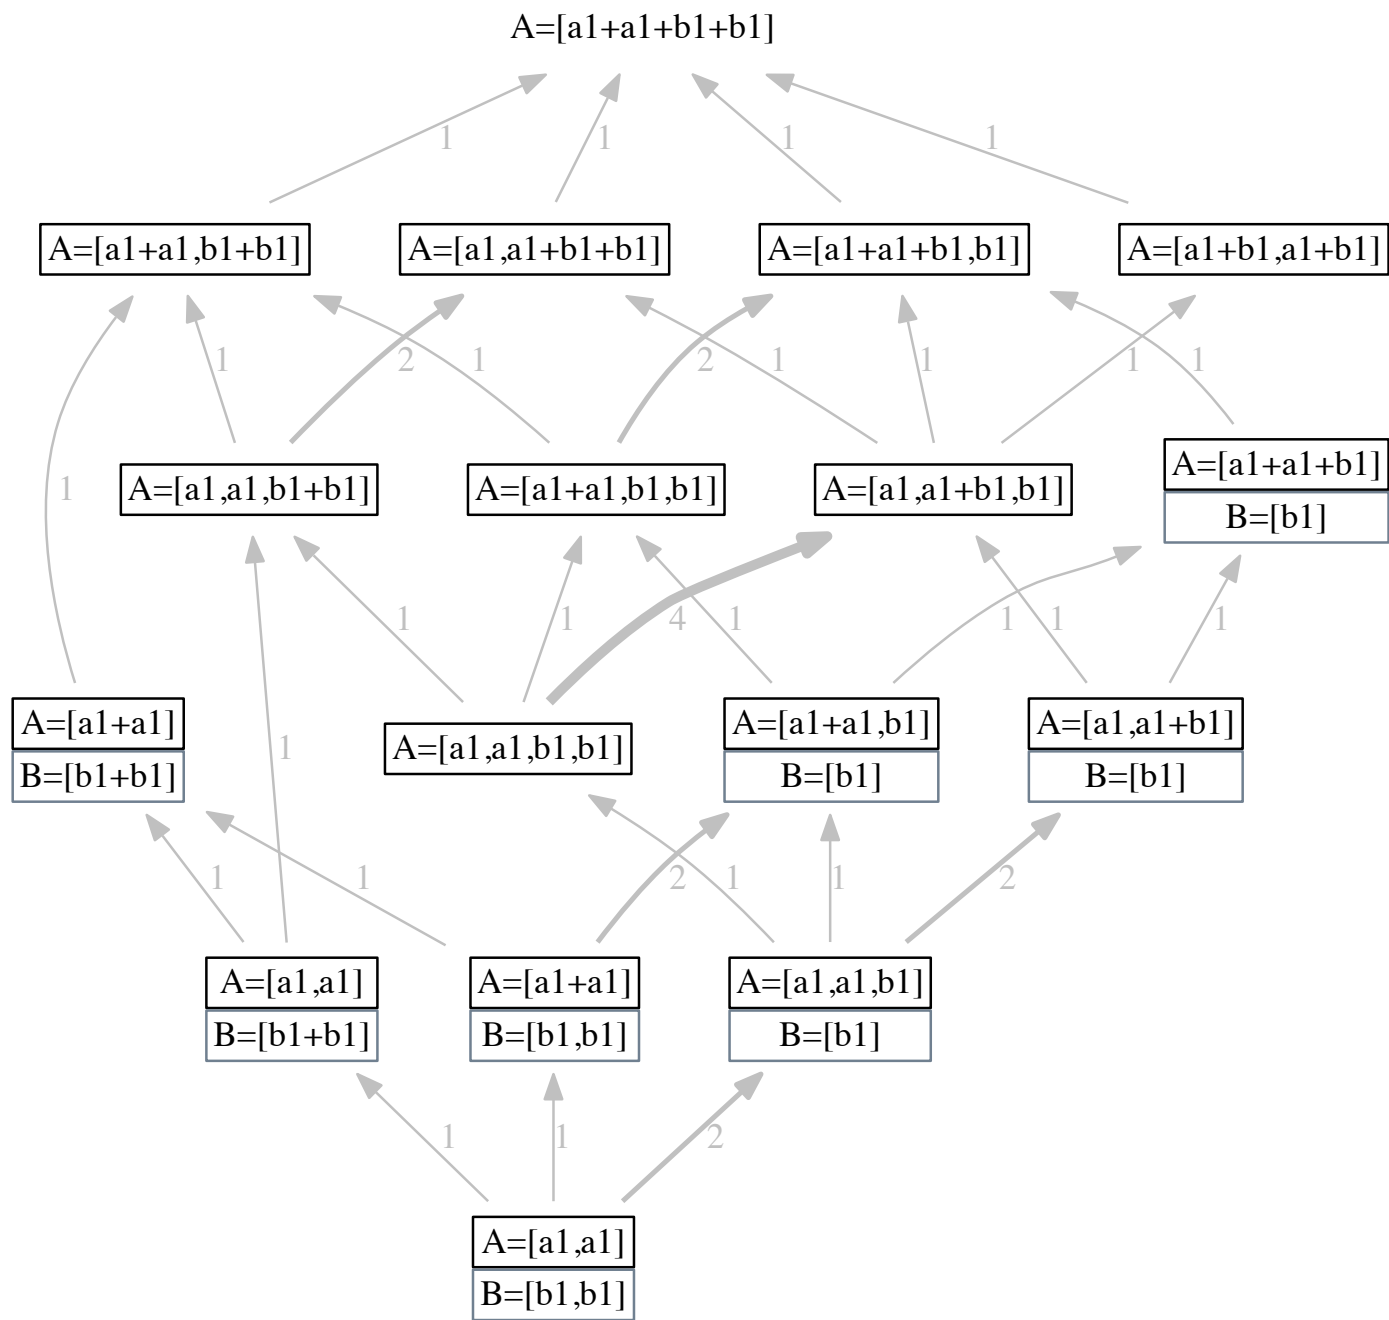 A=[a1+a1+b1+b1]
1 1 1 1
A=[a1+a1,b1+b1] A=[a1,a1+b1+b1] A=[a1+a1+b1,b1] A=[a1+b1,a1+b1]
1 2 1 2 1 1 1 1
A=[a1+a1+b1]
1 A=[a1,a1,b1+b1] A=[a1+a1,b1,b1] A=[a1,a1+b1,b1]
B=[b1]
1 1 4 1 1 1 1
A=[a1+a1] A=[a1+a1,b1] A=[a1,a1+b1]
1 A=[a1,a1,b1,b1]
B=[b1+b1] B=[b1] B=[b1]
1 1 2 1 1 2
A=[a1,a1] A=[a1+a1] A=[a1,a1,b1]
B=[b1+b1] B=[b1,b1] B=[b1]
1 1 2
A=[a1,a1]
B=[b1,b1]